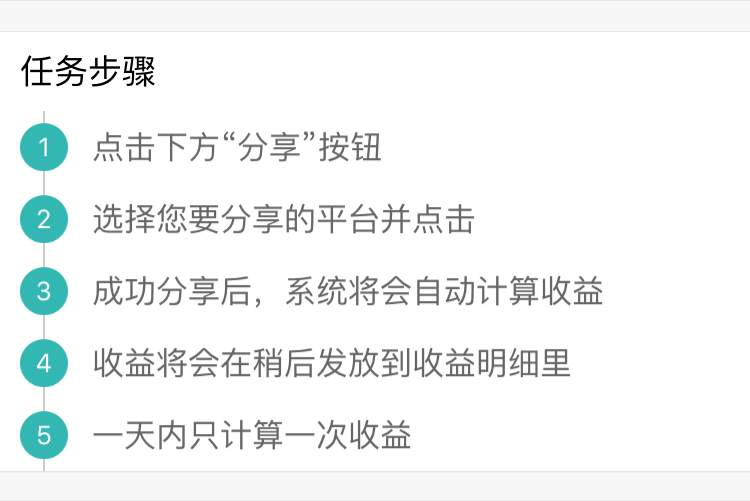 任务步骤
1 点击下方“分享”按钮
2 选择您要分享的平台并点击
3 成功分享后，系统将会自动计算收益
4 收益将会在稍后发放到收益明细里
5 一天内只计算一次收益